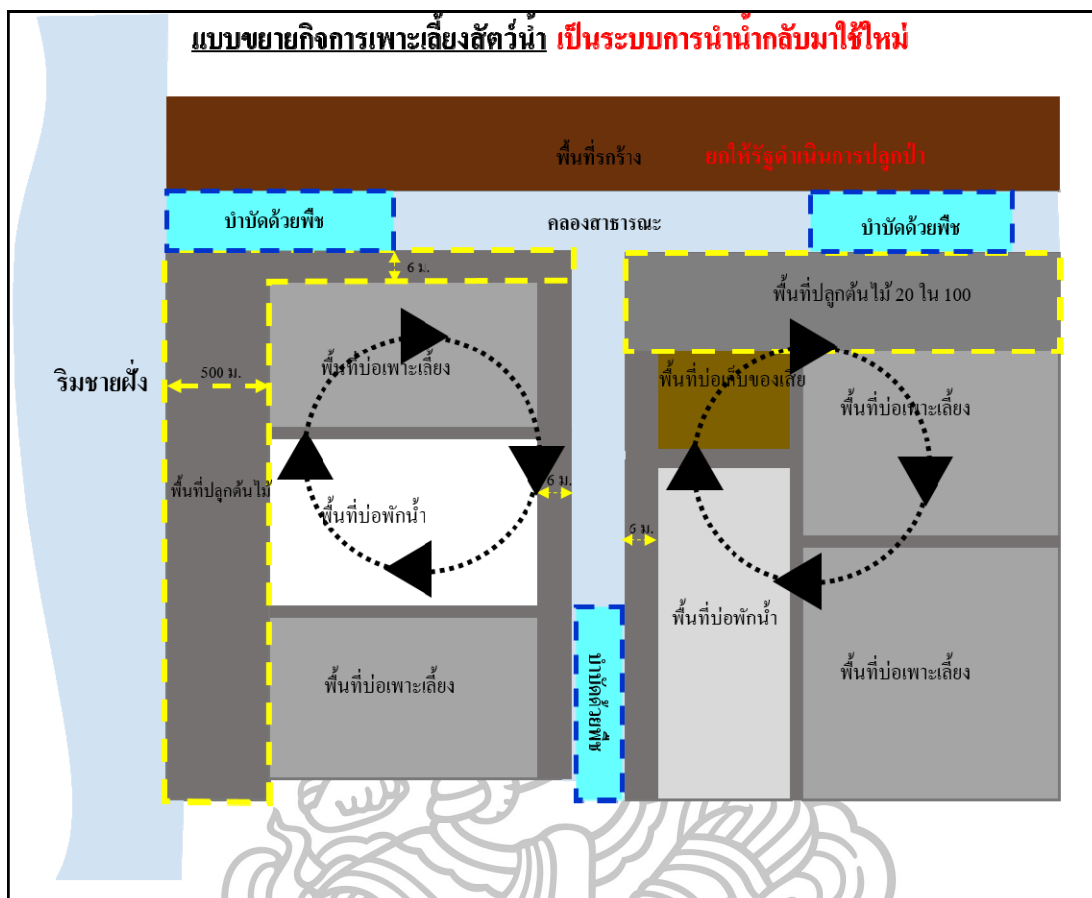 แบบขยายกิจการเพาะเลี้ยงสัตว์น้ำ เป็นระบบการนำน้ำกลับมาใช้ใหม่
พื้นที่รกร้าง ยกให้รัฐดำเนินการปลูกป่า
บำบัดด้วยพืช
คลองสาธารณะ
บำบัดด้วยพืช
6 ม.
พื้นที่ปลูกต้นไม้ 20 ใน 100
ริมชายฝั่ง
500 ม.
พื้นที่บ่อเพาะเลี้ยง
พื้นที่บ่อเก็บของเสีย
พื้นที่บ่อเพาะเลี้ยง
พื้นที่ปลูกต้นไม้
พื้นที่บ่อพักน้ำ
6 ม.
6 ม.
พื้นที่บ่อพักน้ำ
พื้นที่บ่อเพาะเลี้ยง
บำบัดด้วยพืช
พื้นที่บ่อเพาะเลี้ยง